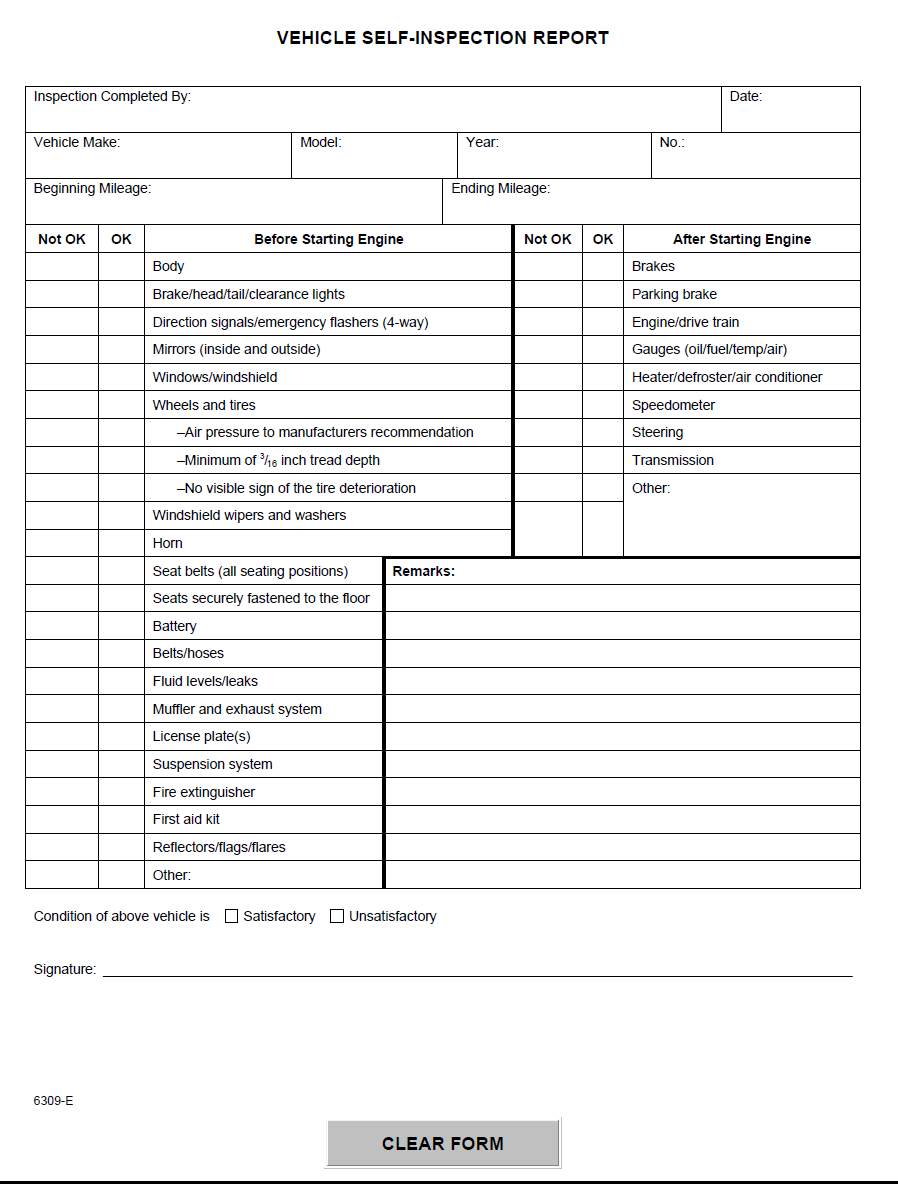 VEHICLE SELF-INSPECTION REPORT
Inspection Completed By: Date:
Vehicle Make: Model: Year: No.:
Beginning Mileage: Ending Mileage:
Not OK OK Before Starting Engine Not OK OK After Starting Engine
Body Brakes
Brake/head/tail/clearance lights Parking brake
Direction signals/emergency flashers (4-way) Engine/drive train
Mirrors (inside and outside) Gauges (oil/fuel/temp/air)
Windows/windshield Heater/defroster/air conditioner
Wheels and tires Speedometer
–Air pressure to manufacturers recommendation Steering
–Minimum of 3/16 inch tread depth Transmission
–No visible sign of the tire deterioration Other:
Windshield wipers and washers
Horn
Seat belts (all seating positions) Remarks:
Seats securely fastened to the floor
Battery
Belts/hoses
Fluid levels/leaks
Muffler and exhaust system
License plate(s)
Suspension system
Fire extinguisher
First aid kit
Reflectors/flags/flares
Other:
Condition of above vehicle is Satisfactory Unsatisfactory
Signature:
6309-E
CLEAR FORM